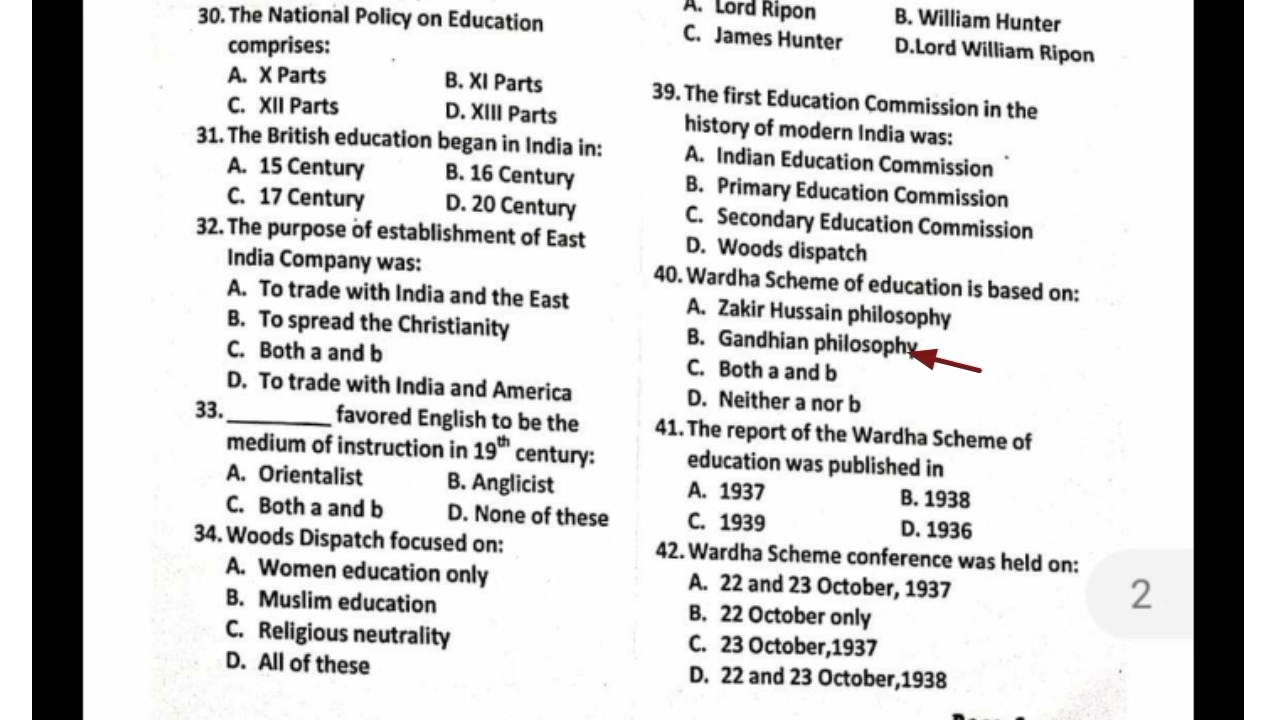 30. The National Policy on Education
comprises:
A. X Parts B. XI Parts
C. XII Parts D. XIII Parts
31. The British education began in India in:
A. 15 Century B. 16 Century
C. 17 Century D. 20 Century
32. The purpose of establishment of East
India Company was:
A. To trade with India and the East
B. To spread the Christianity
C. Both a and b
D. To trade with India and America
33. _________ favored English to be the
medium of instruction in 19th century:
A. Orientalist B. Anglicist
C. Both a and b D. None of these
34. Woods Dispatch focused on:
A. Women education only
B. Muslim education
C. Religious neutrality
D. All of these
A. Lord Ripon B. William Hunter
C. James Hunter D.Lord William Ripon
39. The first Education Commission in the
history of modern India was:
A. Indian Education Commission
B. Primary Education Commission
C. Secondary Education Commission
D. Woods dispatch
40. Wardha Scheme of education is based on:
A. Zakir Hussain philosophy
B. Gandhian philosophy
C. Both a and b
D. Neither a nor b
41. The report of the Wardha Scheme of
education was published in
A. 1937 B. 1938
C. 1939 D. 1936
42. Wardha Scheme conference was held on:
A. 22 and 23 October, 1937
B. 22 October only
C. 23 October,1937
D. 22 and 23 October,1938
2